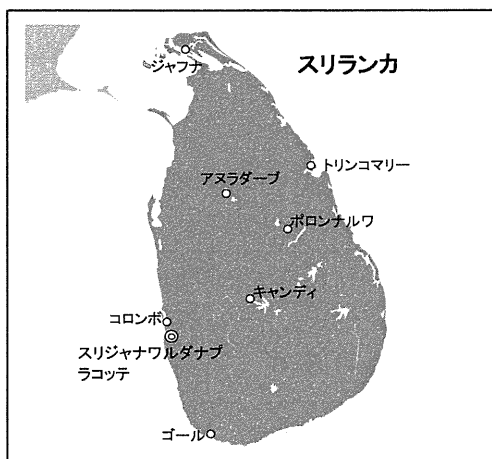 スリランカ
ジャフナ
トリンコマリー
アヌラダープ
ポロンナルワ
キャンディ
コロンボ
スリジャナワルダナプ
ラコッテ
ゴール